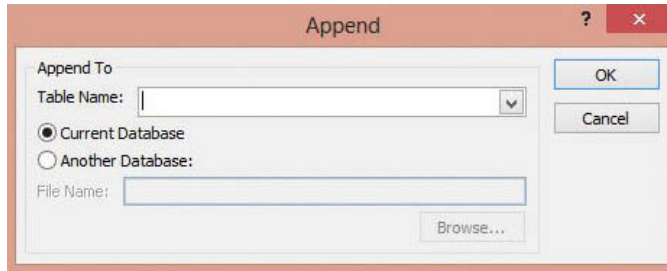 Append
?
Append To
OK
Table Name:
Cancel
Current Database
Another Database:
File Name:
Browse...